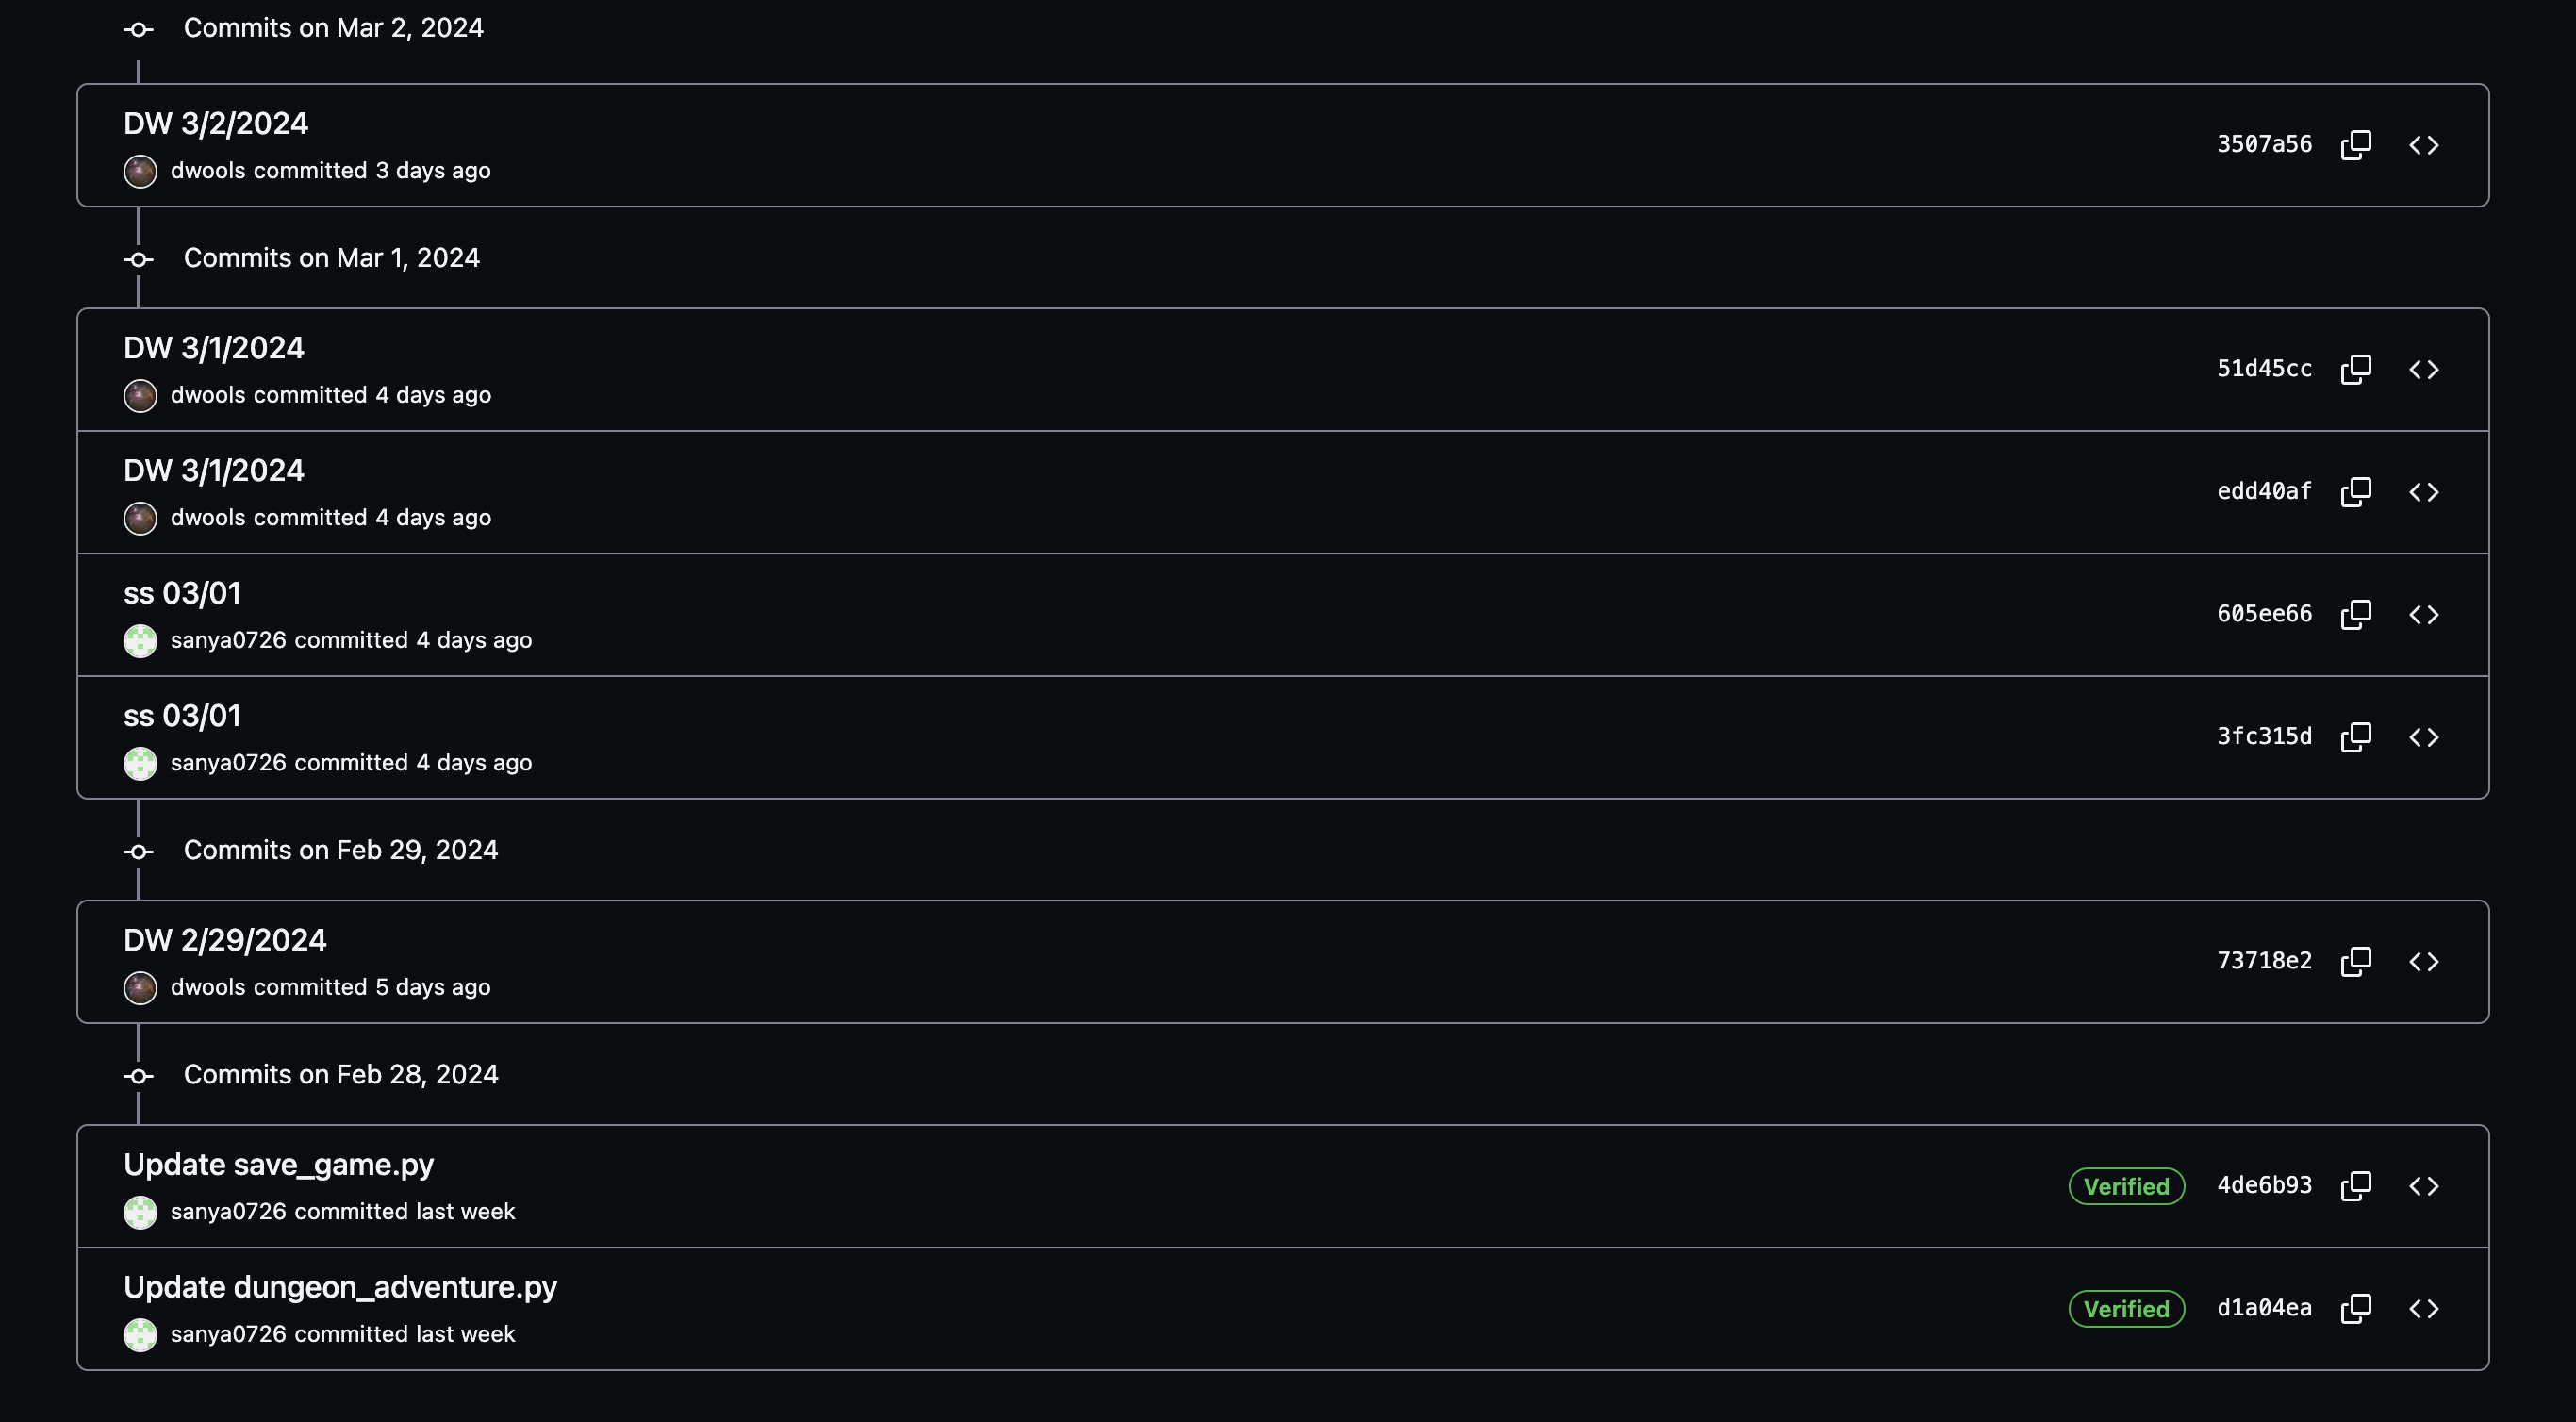 Commits on Mar 2, 2024
DW 3/2/2024
dwools committed 3 days ago
3507a56
Commits on Mar 1, 2024
DW 3/1/2024
dwools committed 4 days ago
51d45cc
DW 3/1/2024
dwools committed 4 days ago
edd40af
ss 03/01
sanya0726 committed 4 days ago
605ee66
ss 03/01
sanya0726 committed 4 days ago
3fc315d
Commits on Feb 29, 2024
DW 2/29/2024
dwools committed 5 days ago
73718e2
Commits on Feb 28, 2024
Update save_game.py
sanya0726 committed last week
Verified 4de6b93
Update dungeon_adventure.py
sanya0726 committed last week
Verified d1a04ea